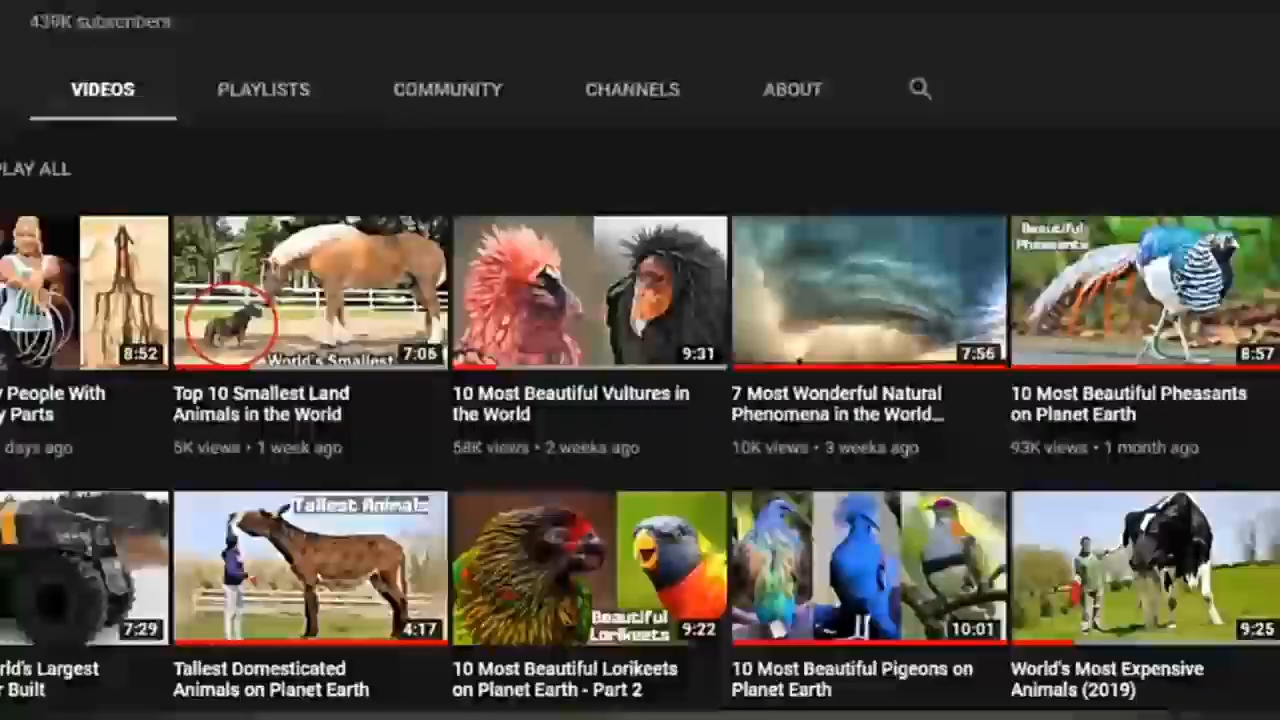 439K subscribers
VIDEOS PLAYLISTS COMMUNITY CHANNELS ABOUT
PLAY ALL
Beautiful
Pheasants
World's Smallest
8:52 7:06 9:31 7:56 8:57
People With Top 10 Smallest Land 10 Most Beautiful Vultures in 7 Most Wonderful Natural 10 Most Beautiful Pheasants
Parts Animals in the World the World Phenomena in the World... on Planet Earth
days ago 5K views • 1 week ago 58K views • 2 weeks ago 10K views • 3 weeks ago 93K views • 1 month ago
Tallest Animals
Beautiful
Lorikeets
7:29 4:17 9:22 10:01 9:25
rld's Largest Tallest Domesticated 10 Most Beautiful Lorikeets 10 Most Beautiful Pigeons on World's Most Expensive
Built Animals on Planet Earth on Planet Earth - Part 2 Planet Earth Animals (2019)